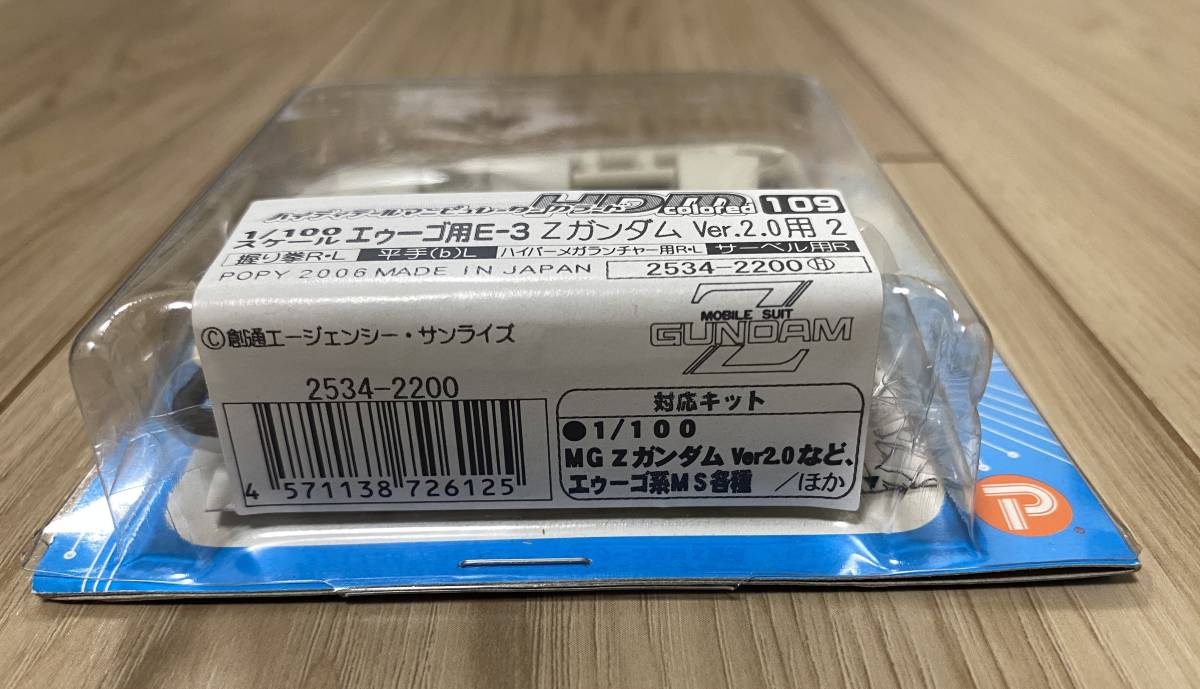 ハイディテールマニピュレータ HDM colored 109
1/100
スケール エゥーゴ用E-3 Zガンダム Ver.2.0用 2
握り拳R・L 平手(b)L ハイパーメガランチャー用R・L サーベル用R
POPY 2006 MADE IN JAPAN 2534-2200 H
©創通エージェンシー・サンライズ
MOBILE SUIT
Z GUNDAM
2534-2200
4 571138 726125
対応キット
●1/100
MG Zガンダム Ver2.0など、
エゥーゴ系MS各種 /ほか
P